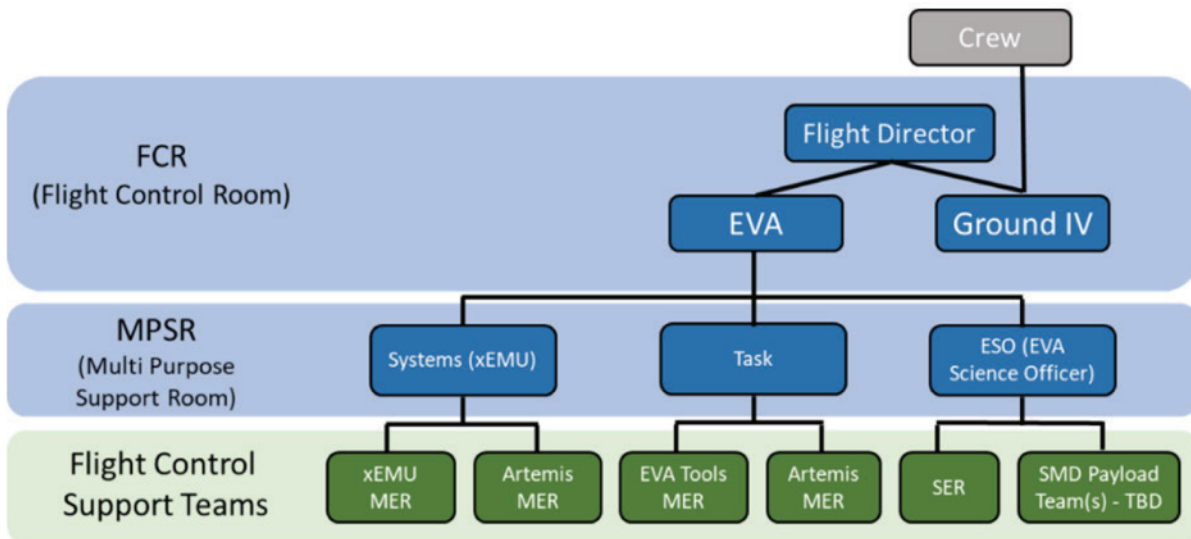 Crew
FCR
(Flight Control Room)
Flight Director
EVA
Ground IV
MPSR
(Multi Purpose
Support Room)
Systems (xEMU)
Task
ESO (EVA
Science Officer)
Flight Control
Support Teams
xEMU
MER
Artemis
MER
EVA Tools
MER
Artemis
MER
SER
SMD Payload
Team(s) - TBD